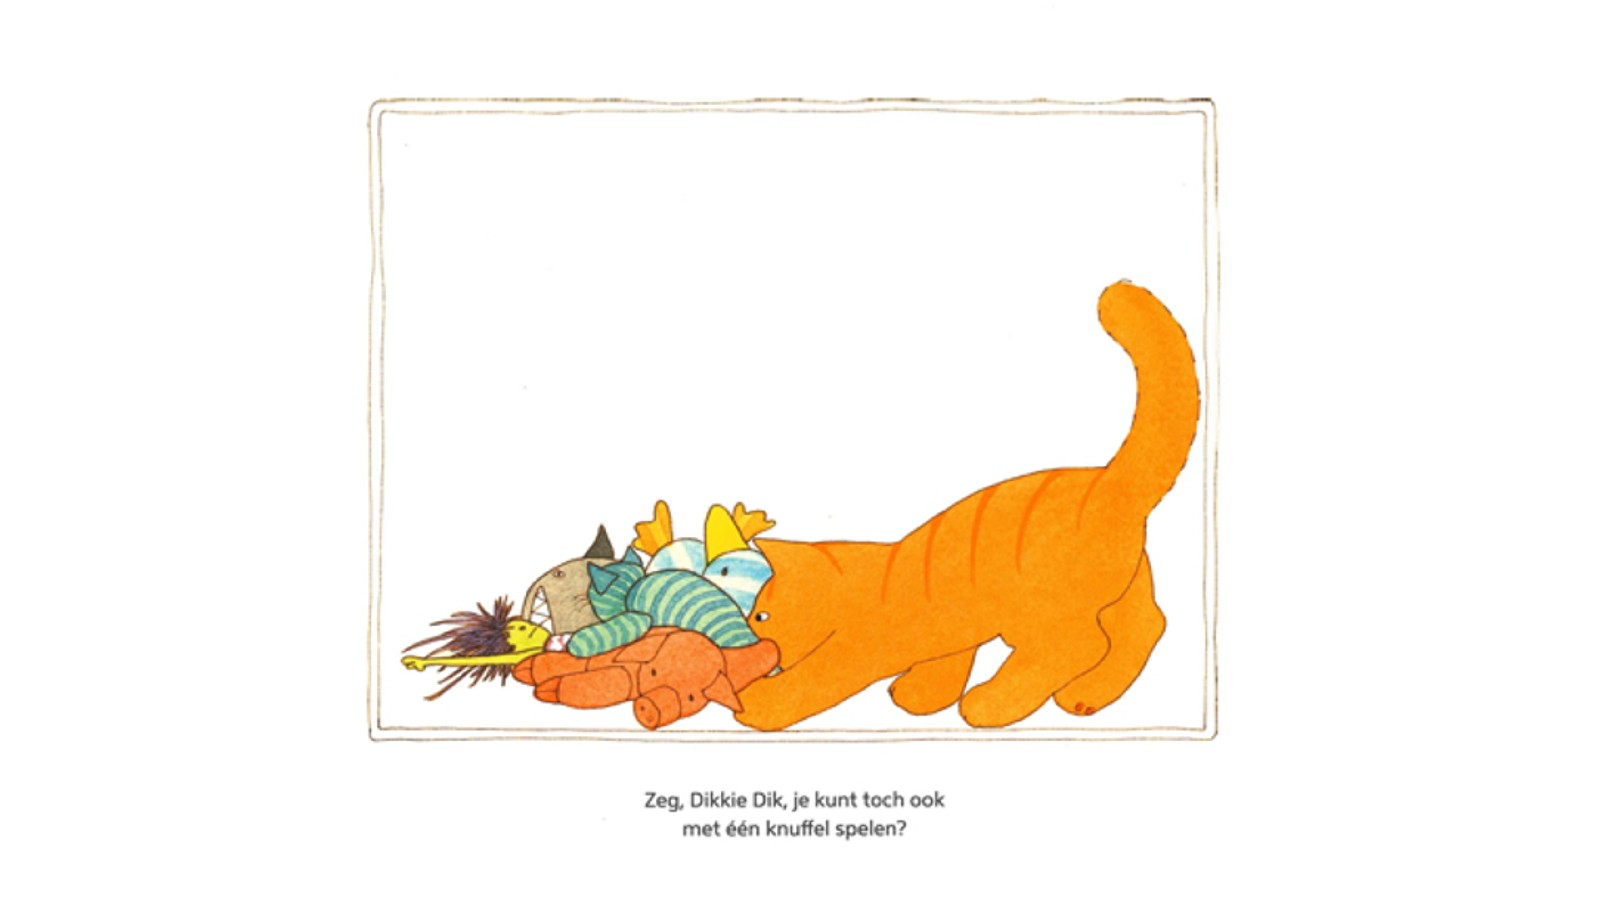 Zeg, Dikkie Dik, je kunt toch ook
met één knuffel spelen?